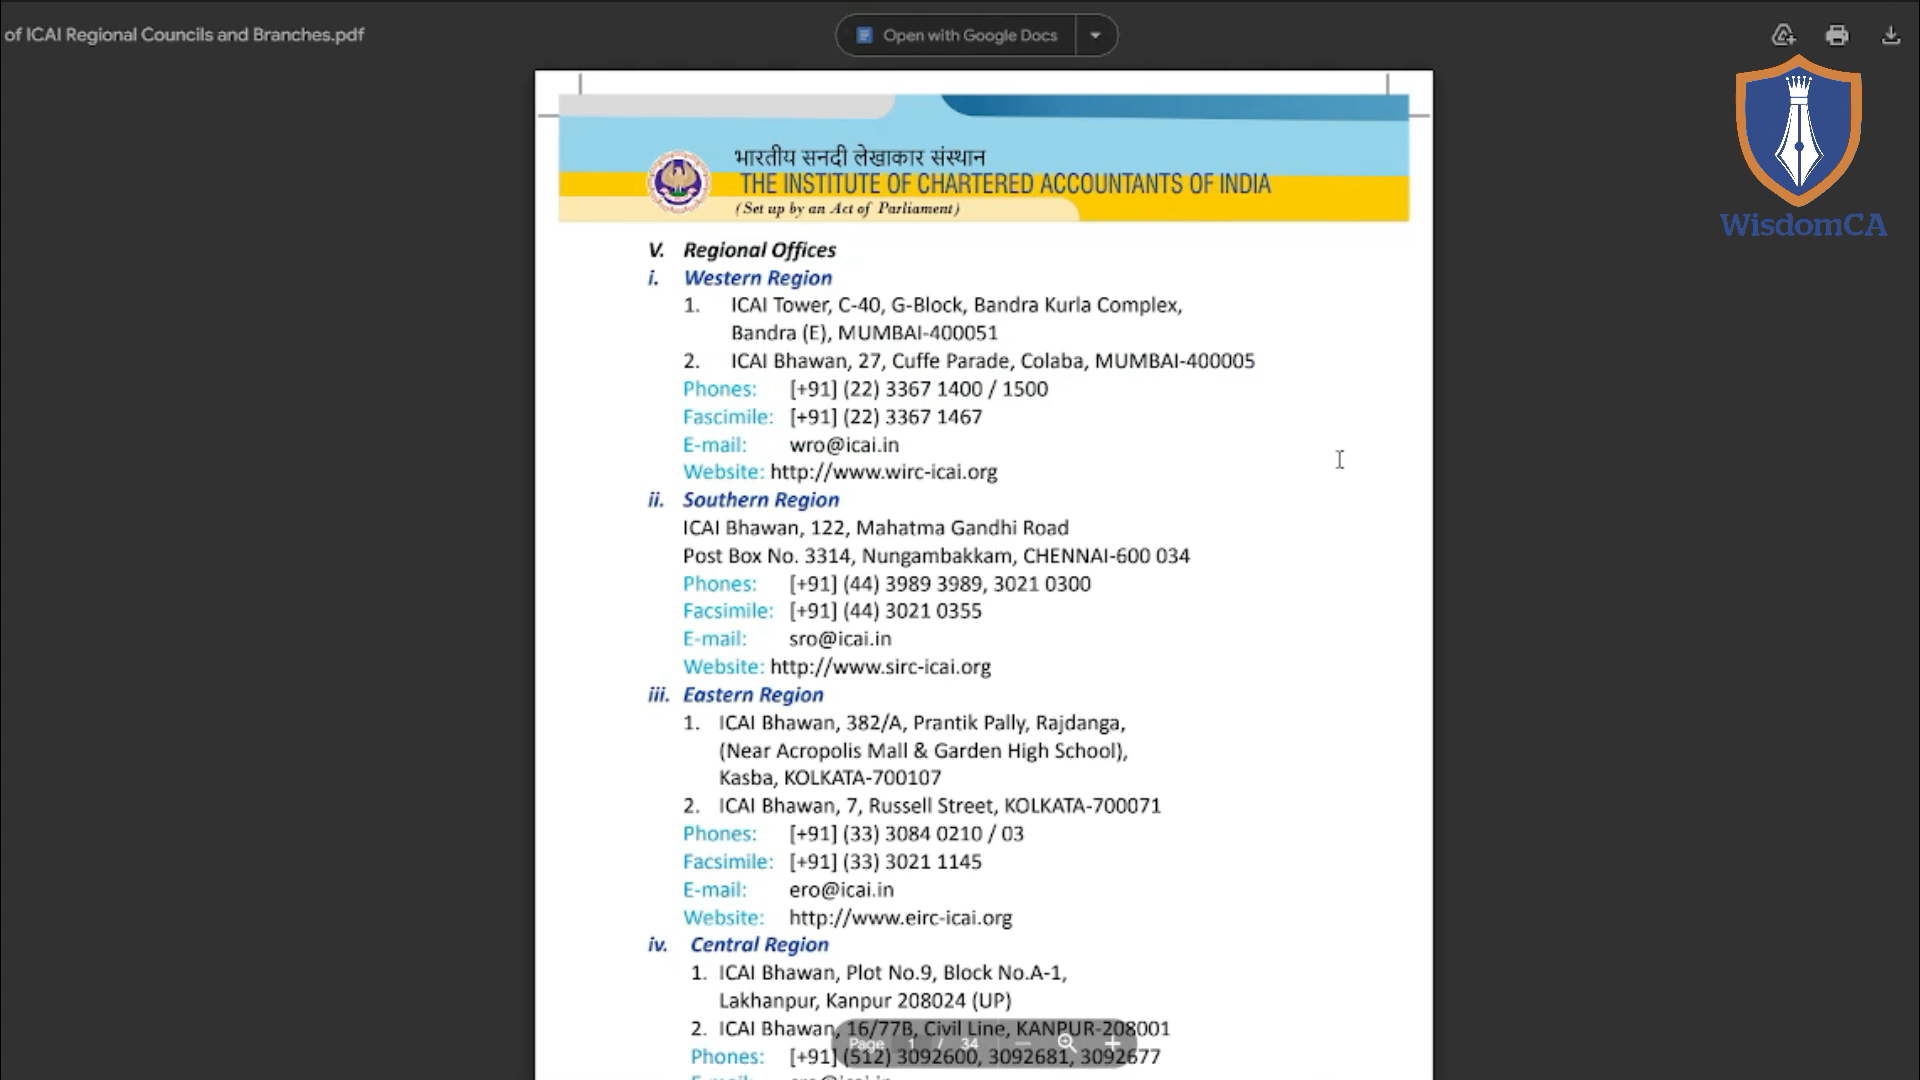 of ICAI Regional Councils and Branches.pdf
Open with Google Docs
WisdomCA
भारतीय सनदी लेखाकार संस्थान
THE INSTITUTE OF CHARTERED ACCOUNTANTS OF INDIA
(Set up by an Act of Parliament)
V. Regional Offices
i. Western Region
1. ICAI Tower, C-40, G-Block, Bandra Kurla Complex,
Bandra (E), MUMBAI-400051
2. ICAI Bhawan, 27, Cuffe Parade, Colaba, MUMBAI-400005
Phones: [+91] (22) 3367 1400 / 1500
Fascimile: [+91] (22) 3367 1467
E-mail: wro@icai.in
Website: http://www.wirc-icai.org
ii. Southern Region
ICAI Bhawan, 122, Mahatma Gandhi Road
Post Box No. 3314, Nungambakkam, CHENNAI-600 034
Phones: [+91] (44) 3989 3989, 3021 0300
Facsimile: [+91] (44) 3021 0355
E-mail: sro@icai.in
Website: http://www.sirc-icai.org
iii. Eastern Region
1. ICAI Bhawan, 382/A, Prantik Pally, Rajdanga,
(Near Acropolis Mall & Garden High School),
Kasba, KOLKATA-700107
2. ICAI Bhawan, 7, Russell Street, KOLKATA-700071
Phones: [+91] (33) 3084 0210 / 03
Facsimile: [+91] (33) 3021 1145
E-mail: ero@icai.in
Website: http://www.eirc-icai.org
iv. Central Region
1. ICAI Bhawan, Plot No.9, Block No.A-1,
Lakhanpur, Kanpur 208024 (UP)
2. ICAI Bhawan, 16/77B, Civil Line, KANPUR-208001
Page 1 / 34
Phones: [+91] (512) 3092600, 3092681, 3092677